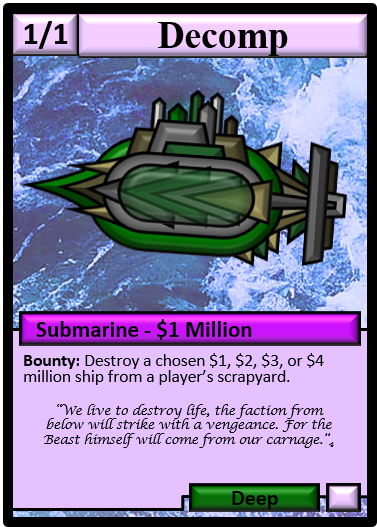 1/1 Decomp
Submarine - $1 Million
Bounty: Destroy a chosen $1, $2, $3, or $4
million ship from a player's scrapyard.
"We live to destroy life, the faction from
below will strike with a vengeance. For the
Beast himself will come from our carnage."
Deep